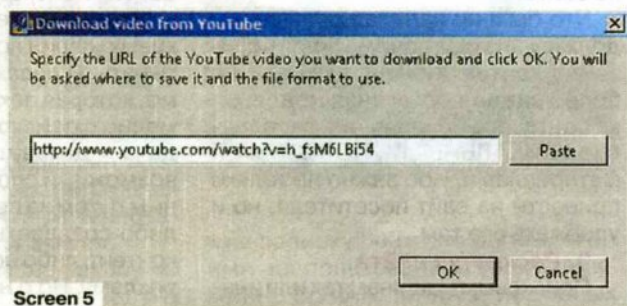 Download video from YouTube
Specify the URL of the YouTube video you want to download and click OK. You will
be asked where to save it and the file format to use.
http://www.youtube.com/watch?v=h_fsM6LBi54
Paste
OK
Cancel
Screen 5